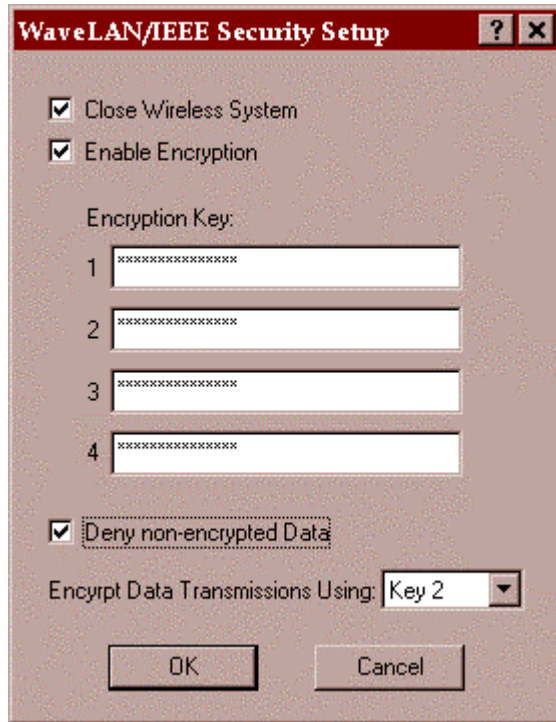 WaveLAN/IEEE Security Setup ? ×
Close Wireless System
Enable Encryption
Encryption Key:
1 ***************
2 ***************
3 ***************
4 ***************
Deny non-encrypted Data
Encyrpt Data Transmissions Using: Key 2
OK Cancel